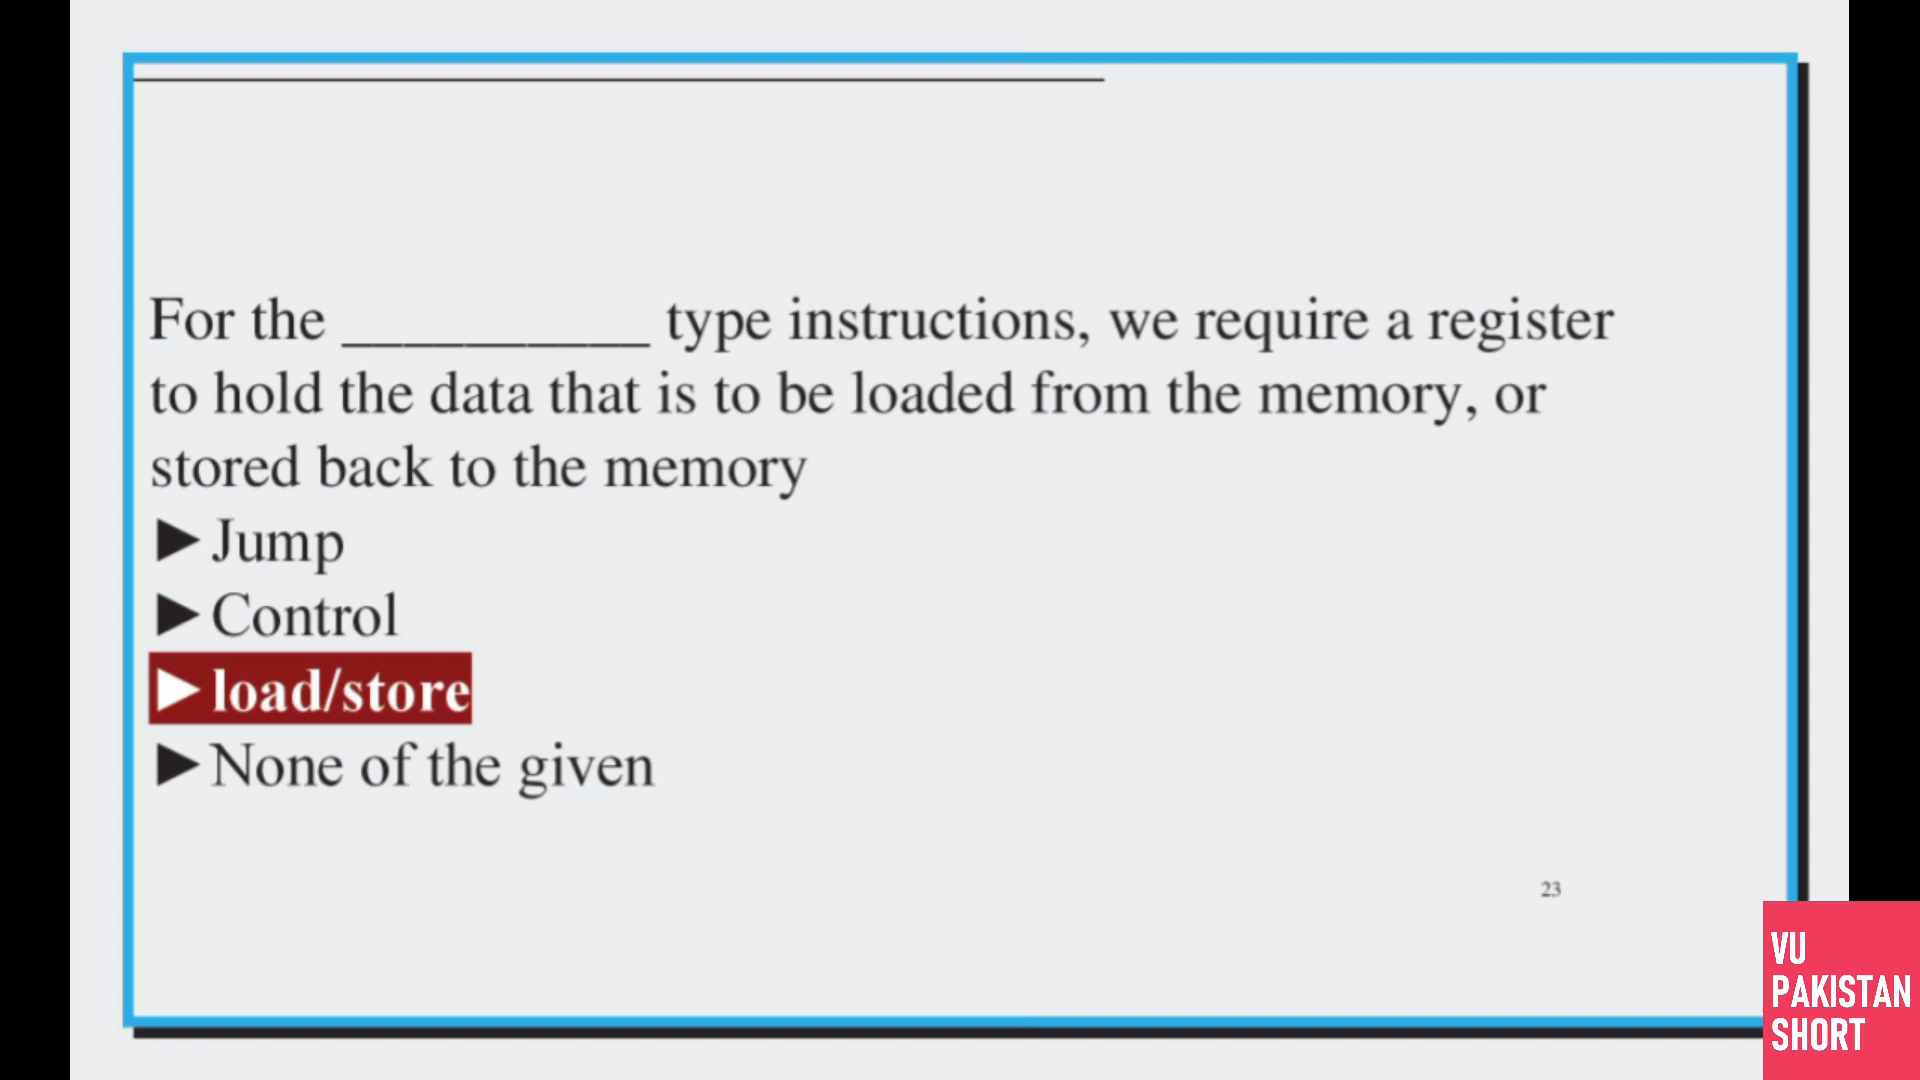 For the __________ type instructions, we require a register
to hold the data that is to be loaded from the memory, or
stored back to the memory
►Jump
►Control
►load/store
►None of the given
23
VU
PAKISTAN
SHORT